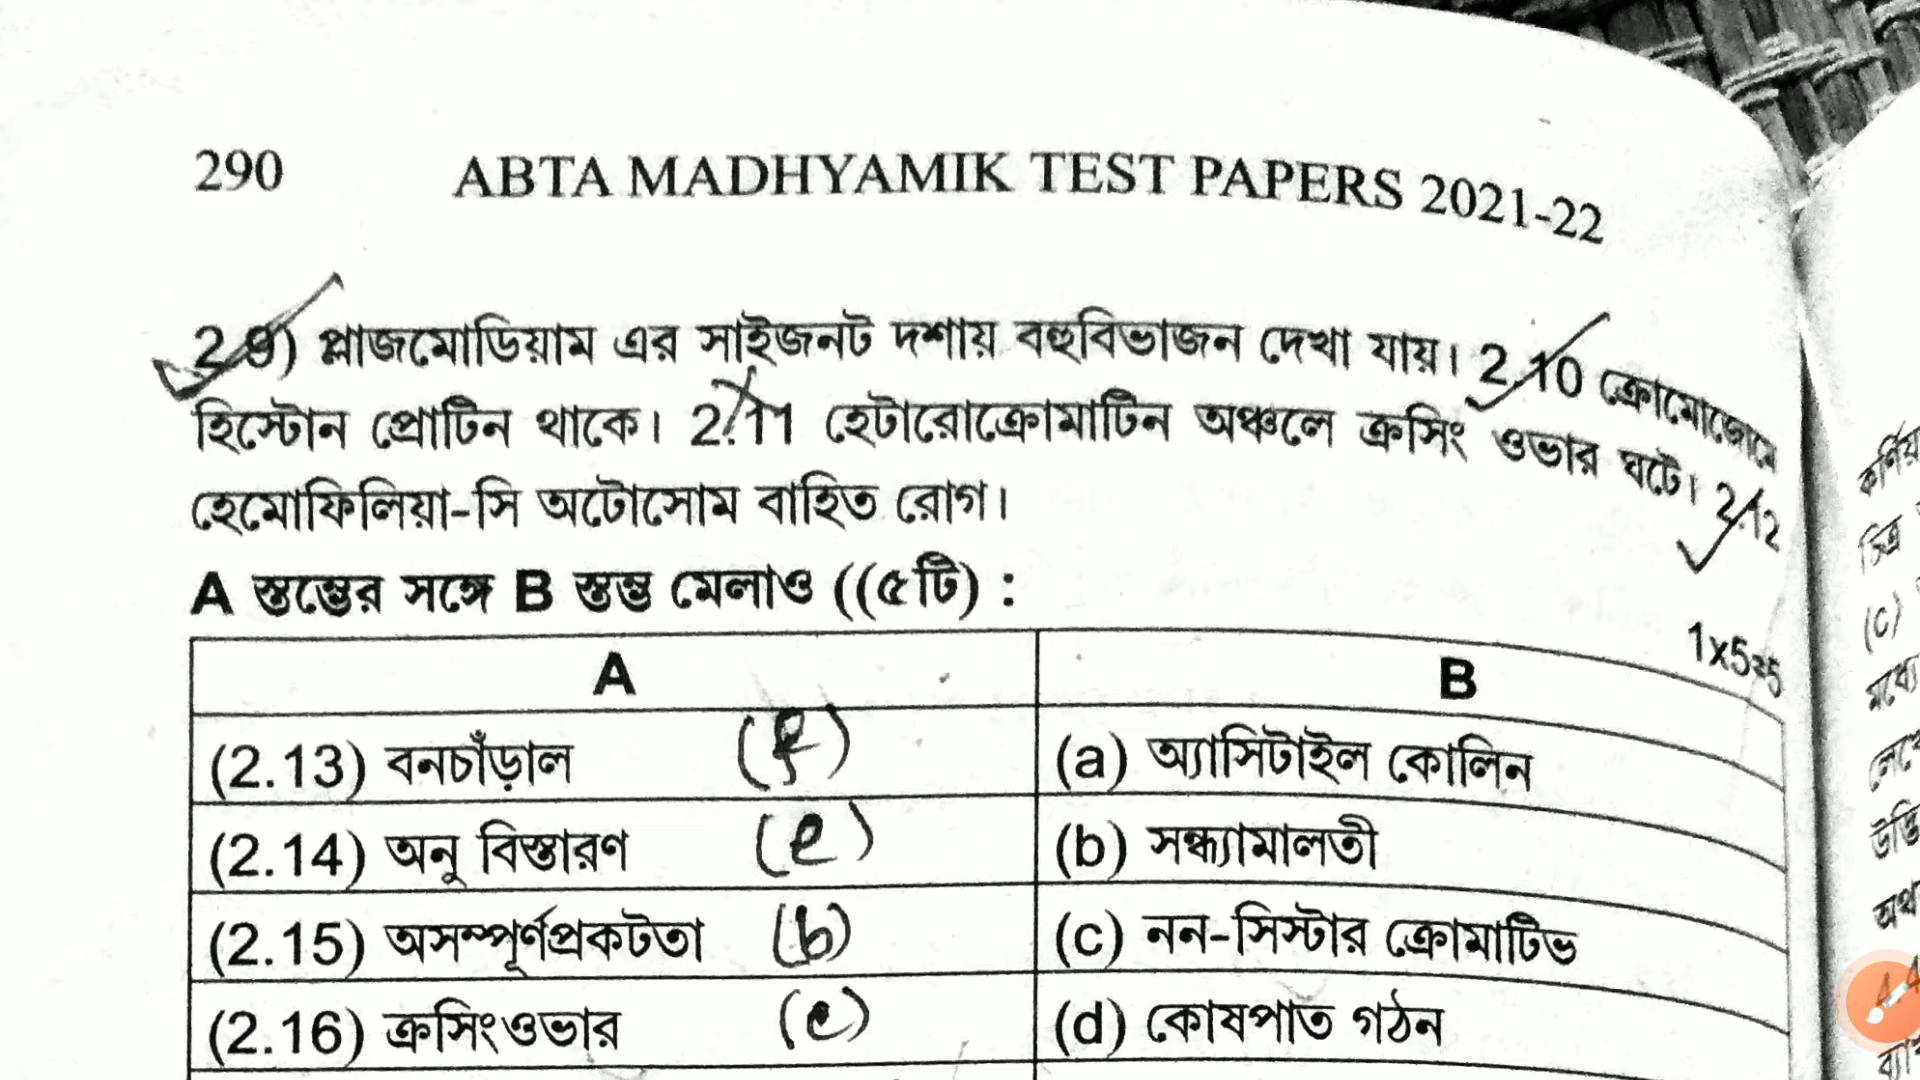 290 ABTA MADHYAMIK TEST PAPERS 2021-22
2.9) প্লাজমোডিয়াম এর সাইজনট দশায় বহুবিভাজন দেখা যায়। 2.10 ক্রোমোজোমে
হিস্টোন প্রোটিন থাকে। 2.11 হেটারোক্রোমাটিন অঞ্চলে ক্রসিং ওভার ঘটে। 2.12
হেমোফিলিয়া-সি অটোসোম বাহিত রোগ।
A স্তম্ভের সঙ্গে B স্তম্ভ মেলাও ((৫টি) :
1x5=5
A B
(2.13) বনচাঁড়াল (f) (a) অ্যাসিটাইল কোলিন
(2.14) অনু বিস্তারণ (e) (b) সন্ধ্যামালতী
(2.15) অসম্পূর্ণপ্রকটতা (b) (c) নন-সিস্টার ক্রোমাটিভ
(2.16) ক্রসিংওভার (c) (d) কোষপাত গঠন
চিত্র
(c)